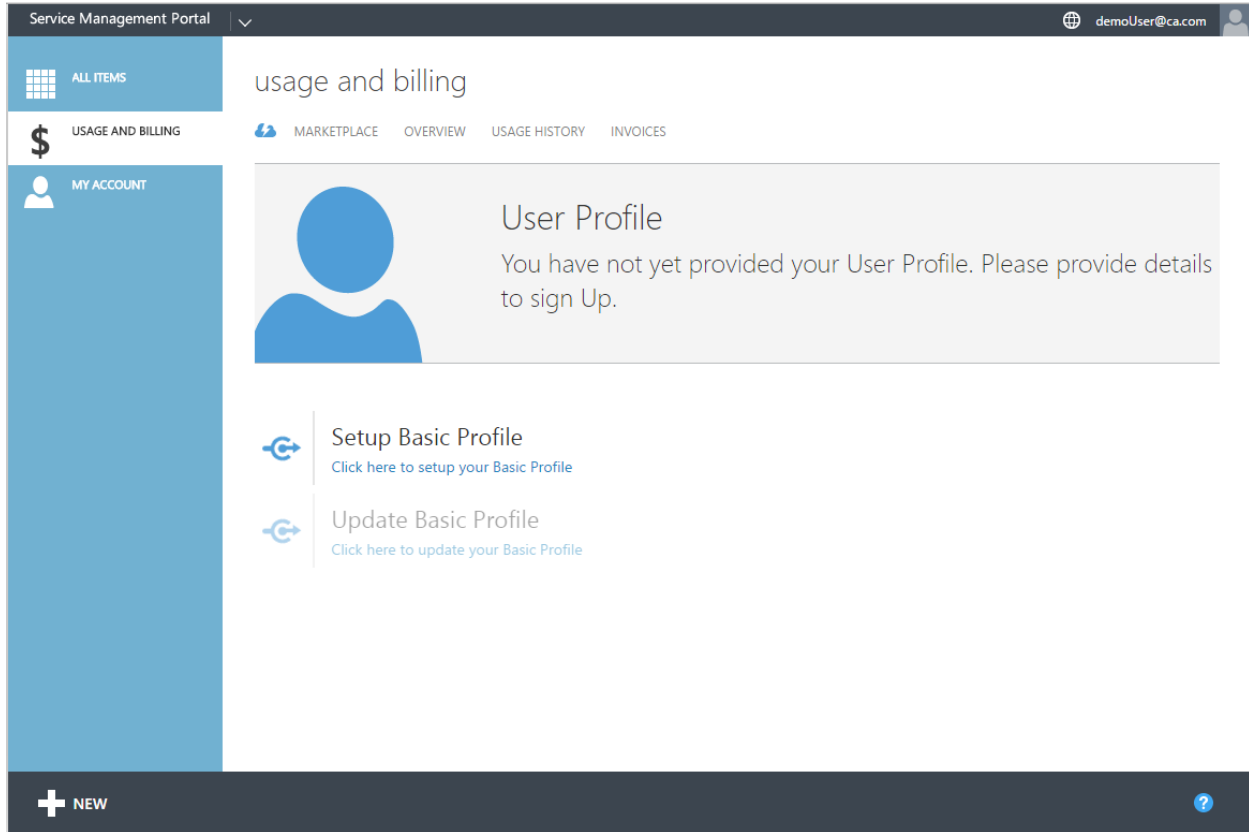 Service Management Portal
demoUser@ca.com
ALL ITEMS
$ USAGE AND BILLING
MY ACCOUNT
usage and billing
MARKETPLACE OVERVIEW USAGE HISTORY INVOICES
User Profile
You have not yet provided your User Profile. Please provide details
to sign Up.
Setup Basic Profile
Click here to setup your Basic Profile
Update Basic Profile
Click here to update your Basic Profile
NEW
?